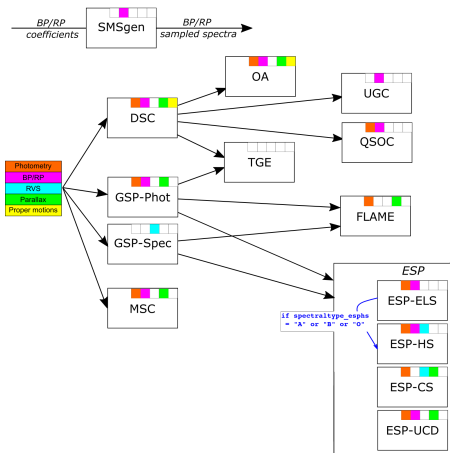 BP/RP
coefficients
SMSgen
BP/RP
sampled spectra
OA
UGC
DSC
QSOC
TGE
Photometry
BP/RP
RVS
Parallax
Proper motions
GSP-Phot
FLAME
GSP-Spec
MSC
ESP
ESP-ELS
if spectraltype_esphs
= "A" or "B" or "O"
ESP-HS
ESP-CS
ESP-UCD